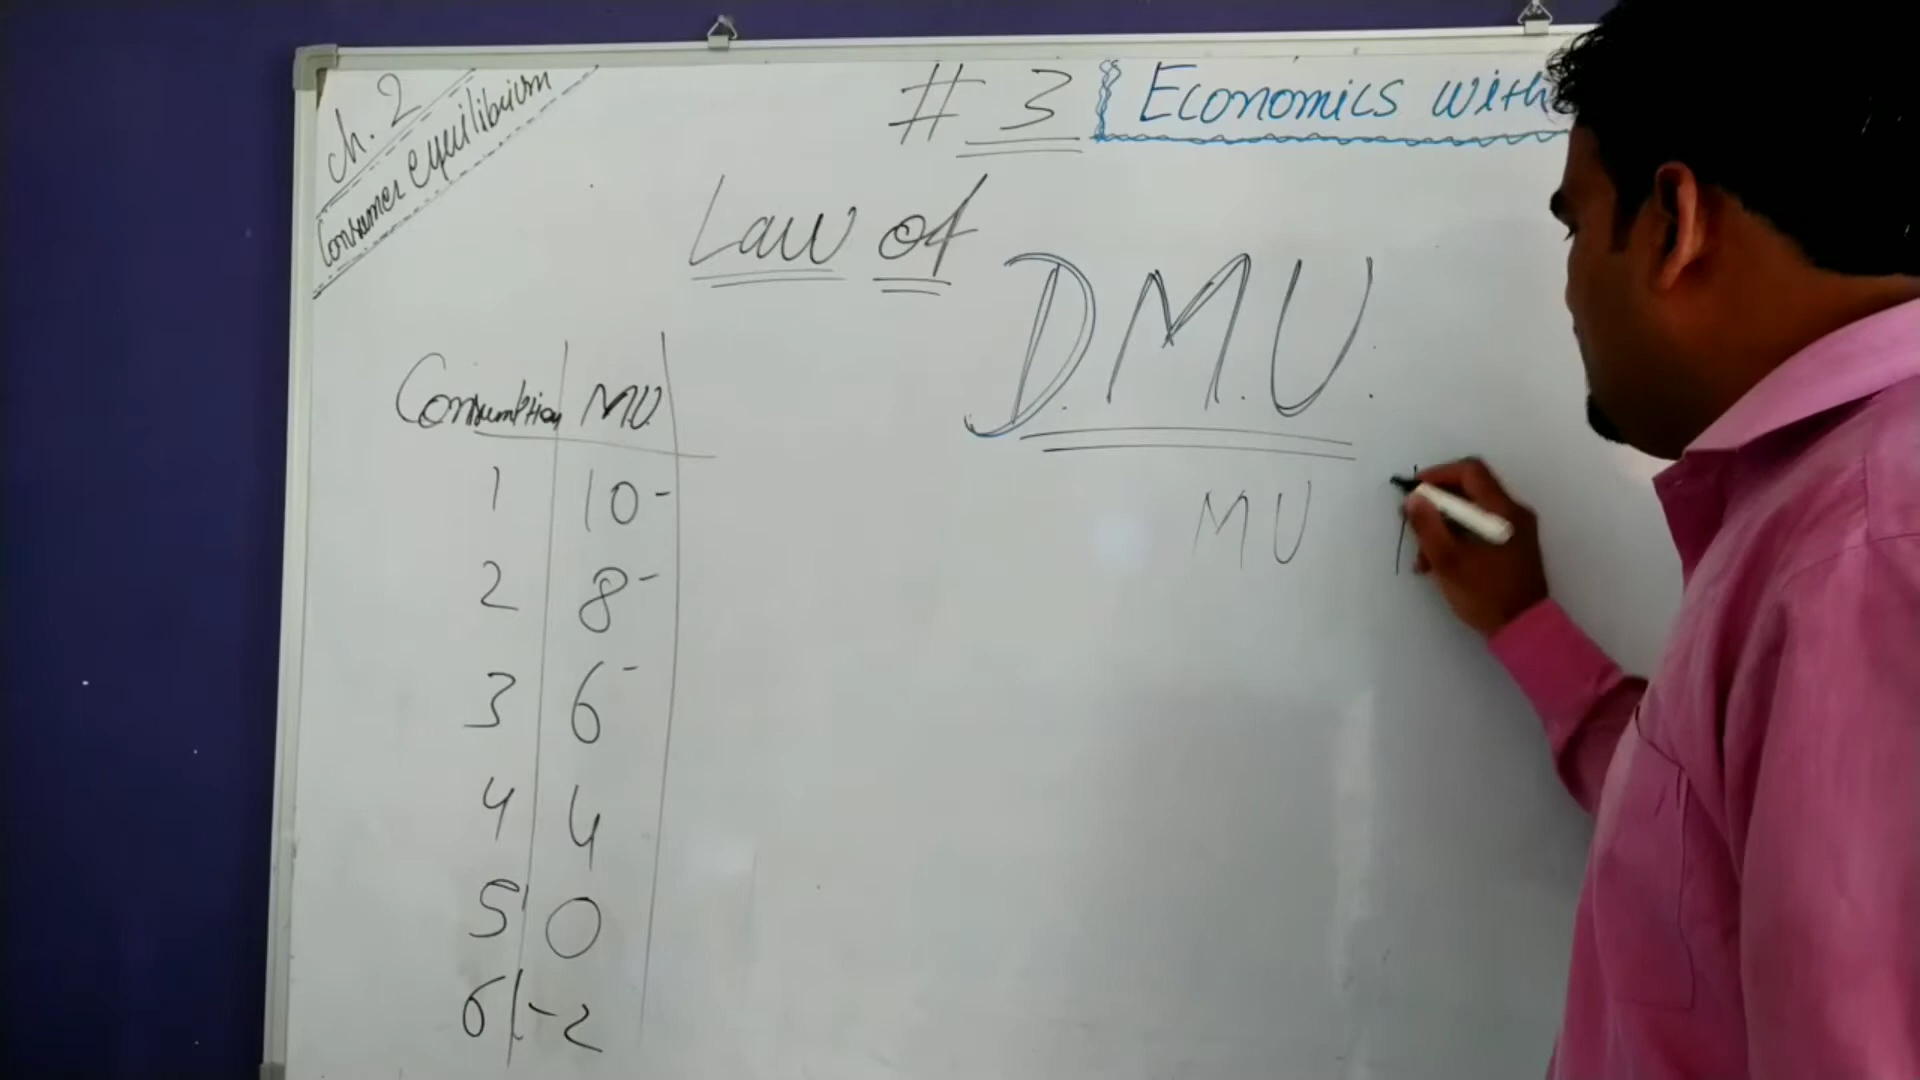 Ch. 2
Consumer equilibrium
# 3 Economics with
Law of
D.M.U.
MU
Consumption MU
1 10-
2 8-
3 6-
4 4
5 0
6 -2